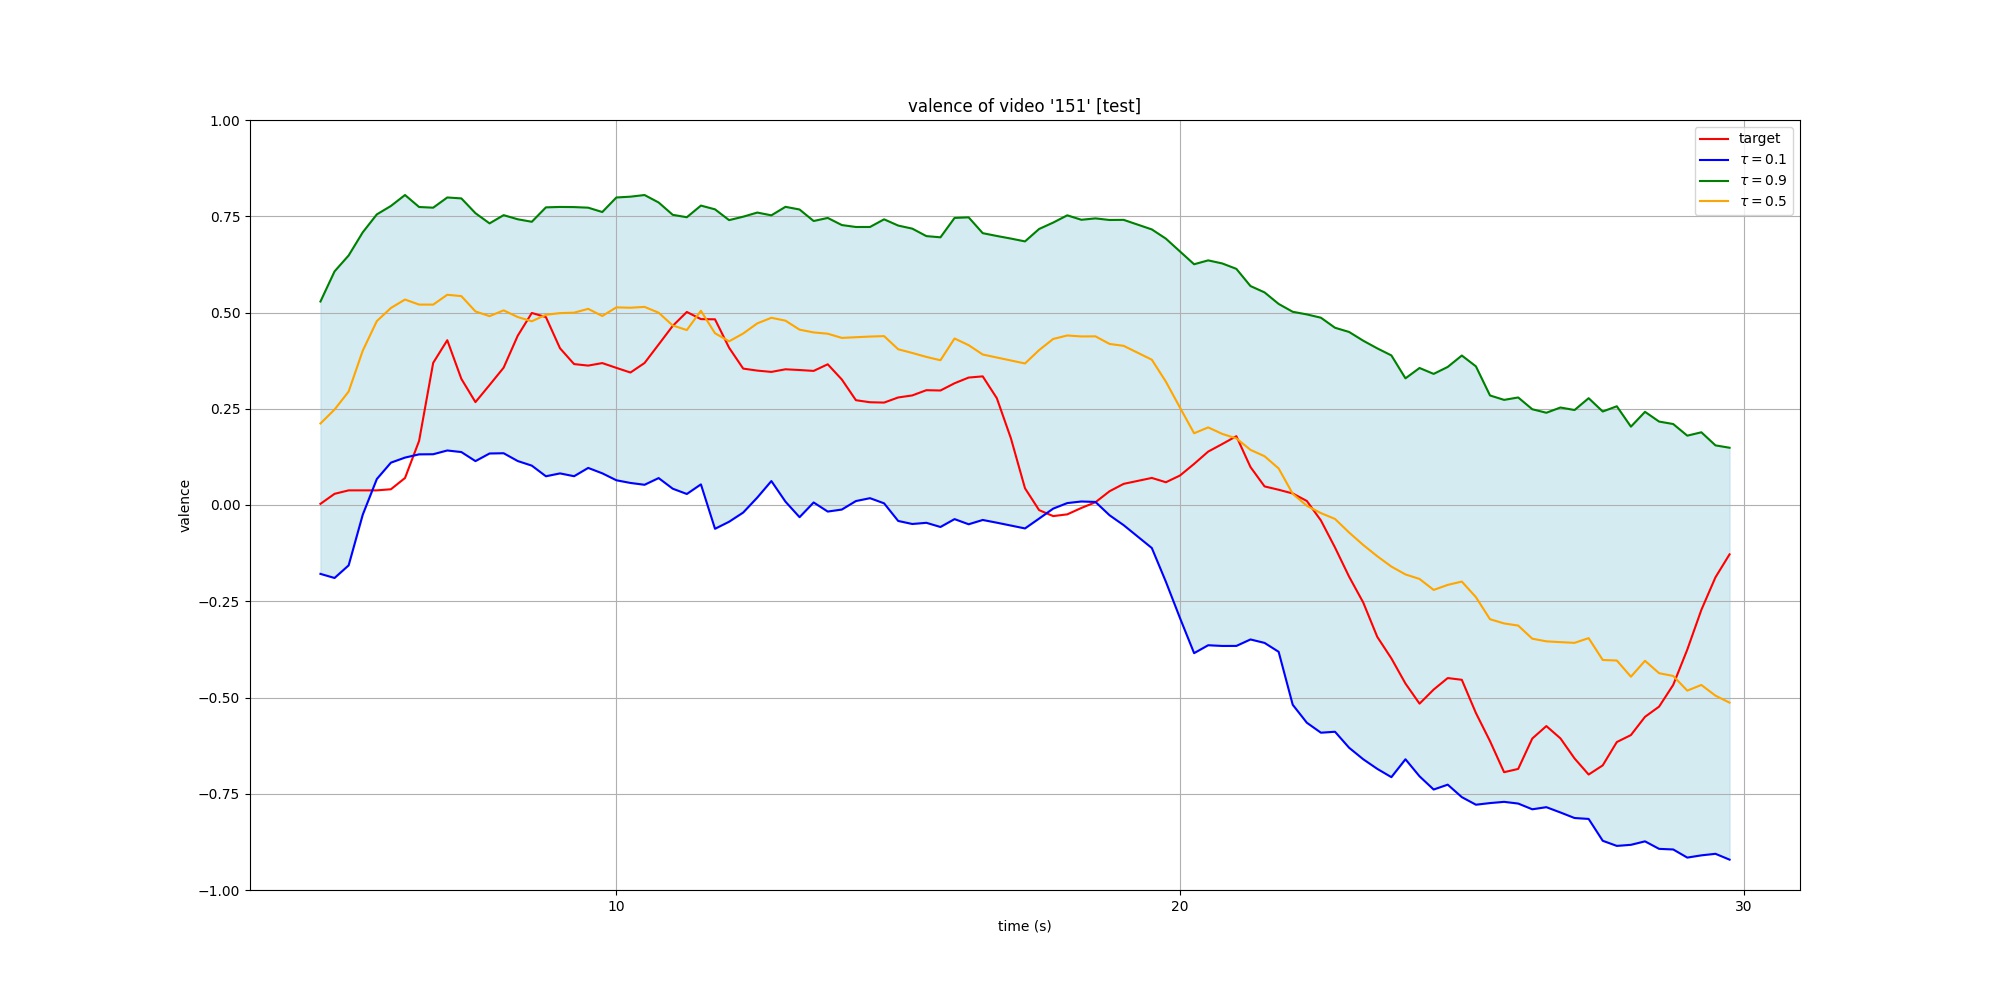 valence of video '151' [test]
1.00
0.75
0.50
0.25
0.00
−0.25
−0.50
−0.75
−1.00
valence
10
20
30
time (s)
target
τ = 0.1
τ = 0.9
τ = 0.5